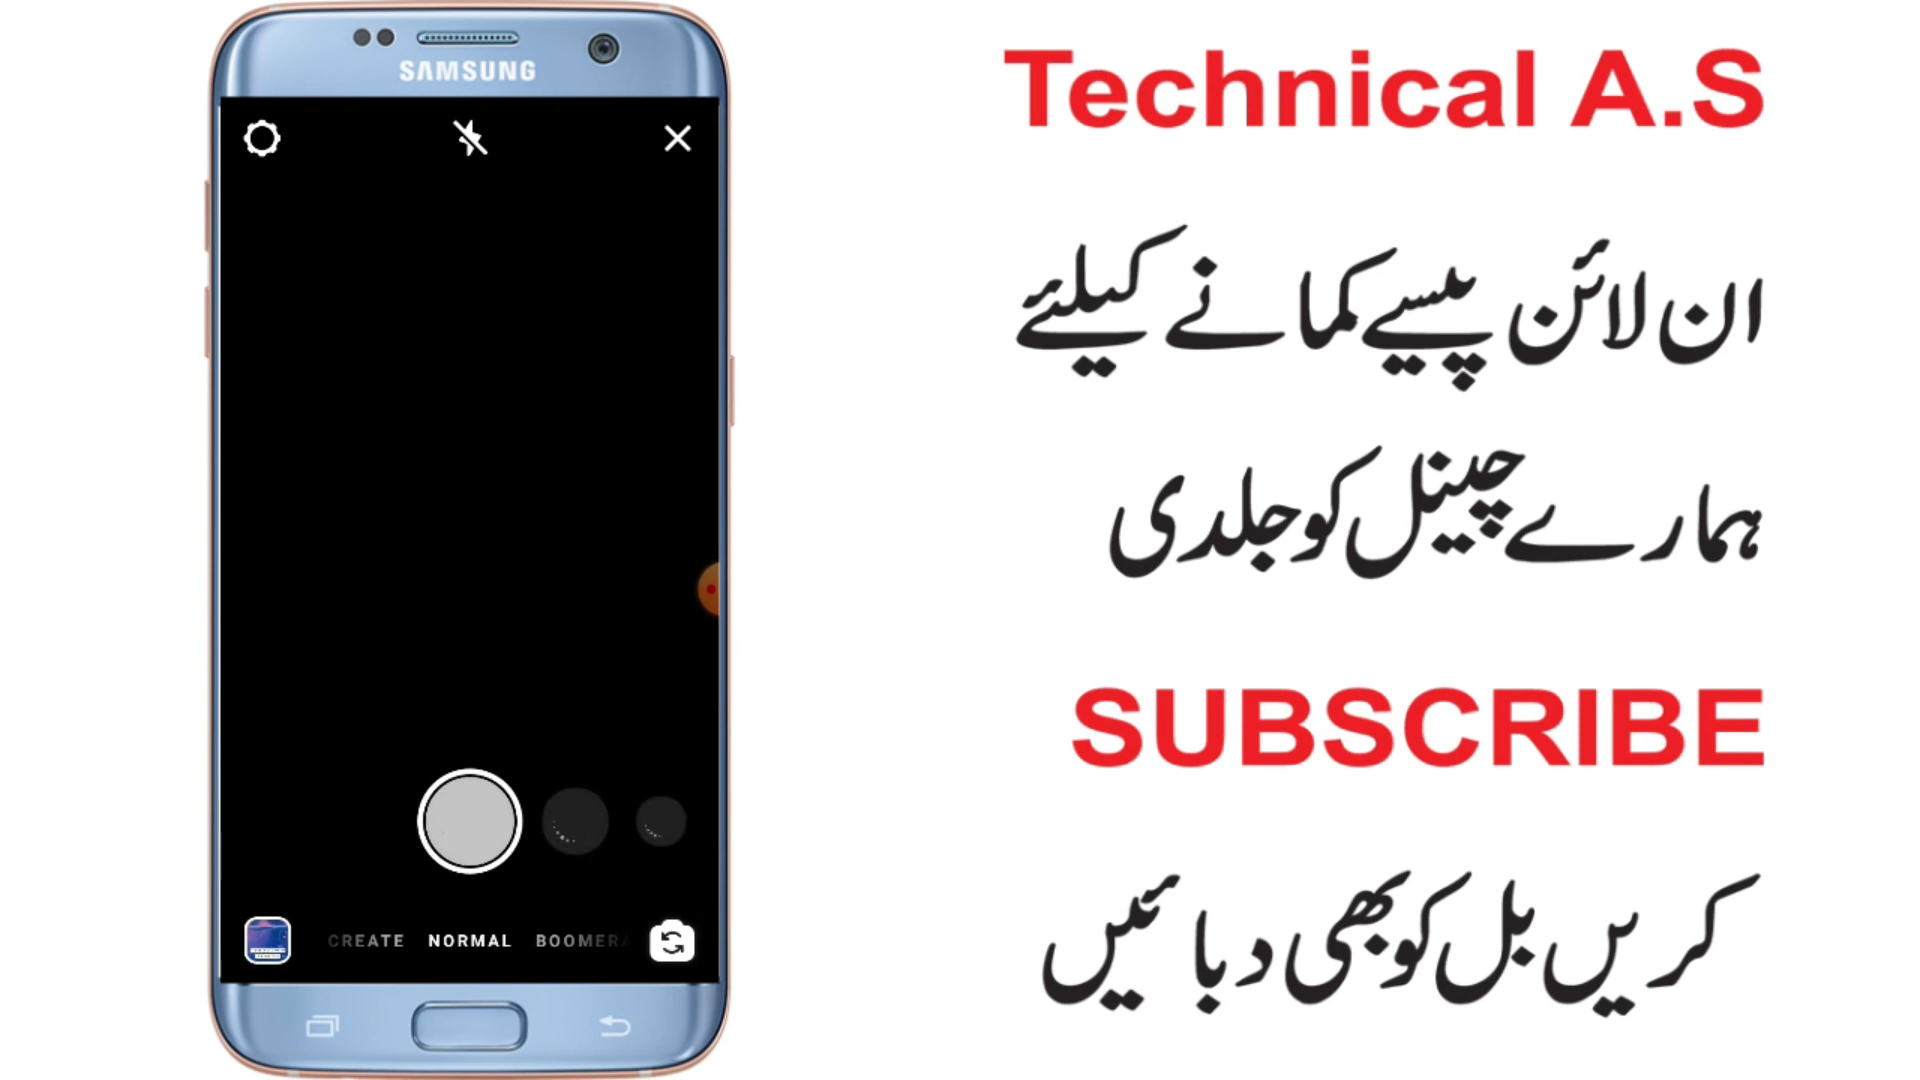 SAMSUNG
CREATE NORMAL BOOMERA
Technical A.S
ان لائن پیسے کمانے کیلئے
ہمارے چینل کو جلدی
SUBSCRIBE
کریں بل کو بھی دبائیں